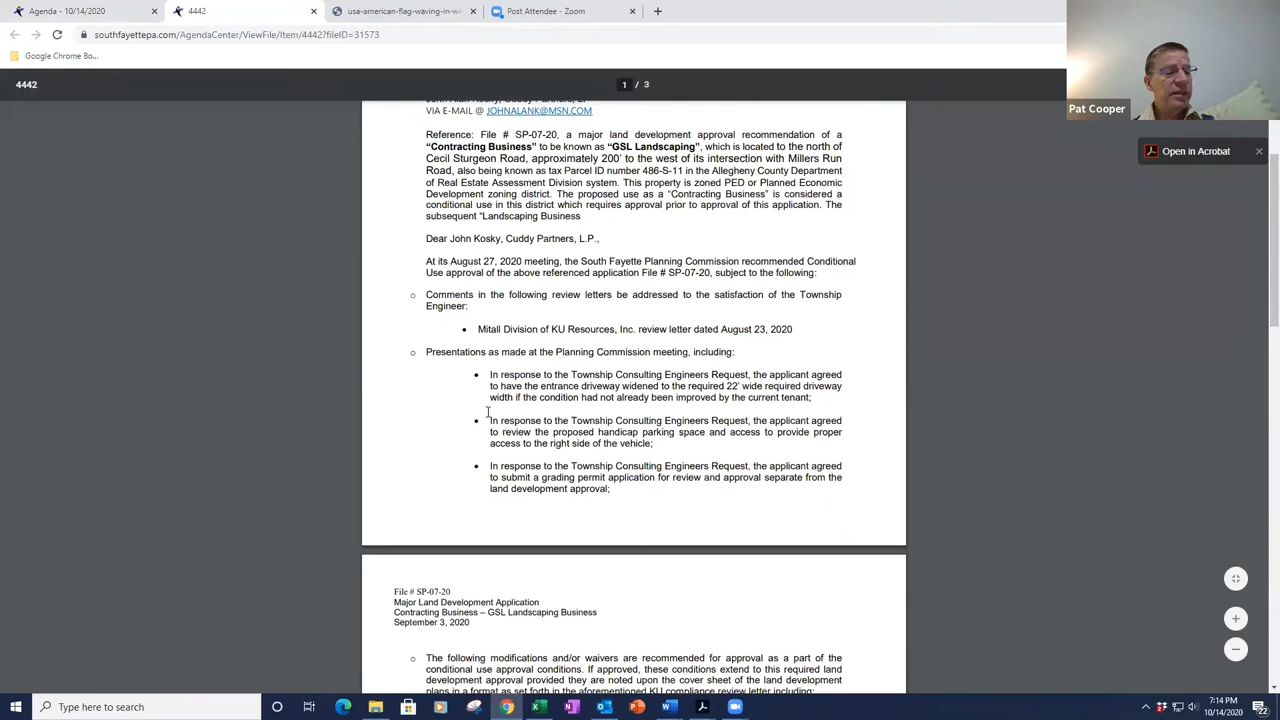 Agenda - 10/14/2020
4442
usa-american-flag-waving-in-wi
Post Attendee - Zoom
southfayettepa.org/AgendaCenter/ViewFile/Item/4442?fileID=31573
Google Chrome Bo...
4442
1 / 3
Pat Cooper
Open in Acrobat
VIA E-MAIL @ JOHNALANK@MSN.COM
Reference: File # SP-07-20, a major land development approval recommendation of a
“Contracting Business” to be known as “GSL Landscaping”, which is located to the north of
Cecil Sturgeon Road, approximately 200’ to the west of its intersection with Millers Run
Road, also being known as tax Parcel ID number 486-S-11 in the Allegheny County Department
of Real Estate Assessment Division system. This property is zoned PED or Planned Economic
Development zoning district. The proposed use as a “Contracting Business” is considered a
conditional use in this district which requires approval prior to approval of this application. The
subsequent “Landscaping Business
Dear John Kosky, Cuddy Partners, L.P.,
At its August 27, 2020 meeting, the South Fayette Planning Commission recommended Conditional
Use approval of the above referenced application File # SP-07-20, subject to the following:
Comments in the following review letters be addressed to the satisfaction of the Township
Engineer:
Mitall Division of KU Resources, Inc. review letter dated August 23, 2020
Presentations as made at the Planning Commission meeting, including:
In response to the Township Consulting Engineers Request, the applicant agreed
to have the entrance driveway widened to the required 22’ wide required driveway
width if the condition had not already been improved by the current tenant;
In response to the Township Consulting Engineers Request, the applicant agreed
to review the proposed handicap parking space and access to provide proper
access to the right side of the vehicle;
In response to the Township Consulting Engineers Request, the applicant agreed
to submit a grading permit application for review and approval separate from the
land development approval;
File # SP-07-20
Major Land Development Application
Contracting Business – GSL Landscaping Business
September 3, 2020
The following modifications and/or waivers are recommended for approval as a part of the
conditional use approval conditions. If approved, these conditions extend to this required land
development approval provided they are noted upon the cover sheet of the land development
plans in a format as set forth in the aforementioned KU compliance review letter including:
Type here to search
7:14 PM
10/14/2020
22